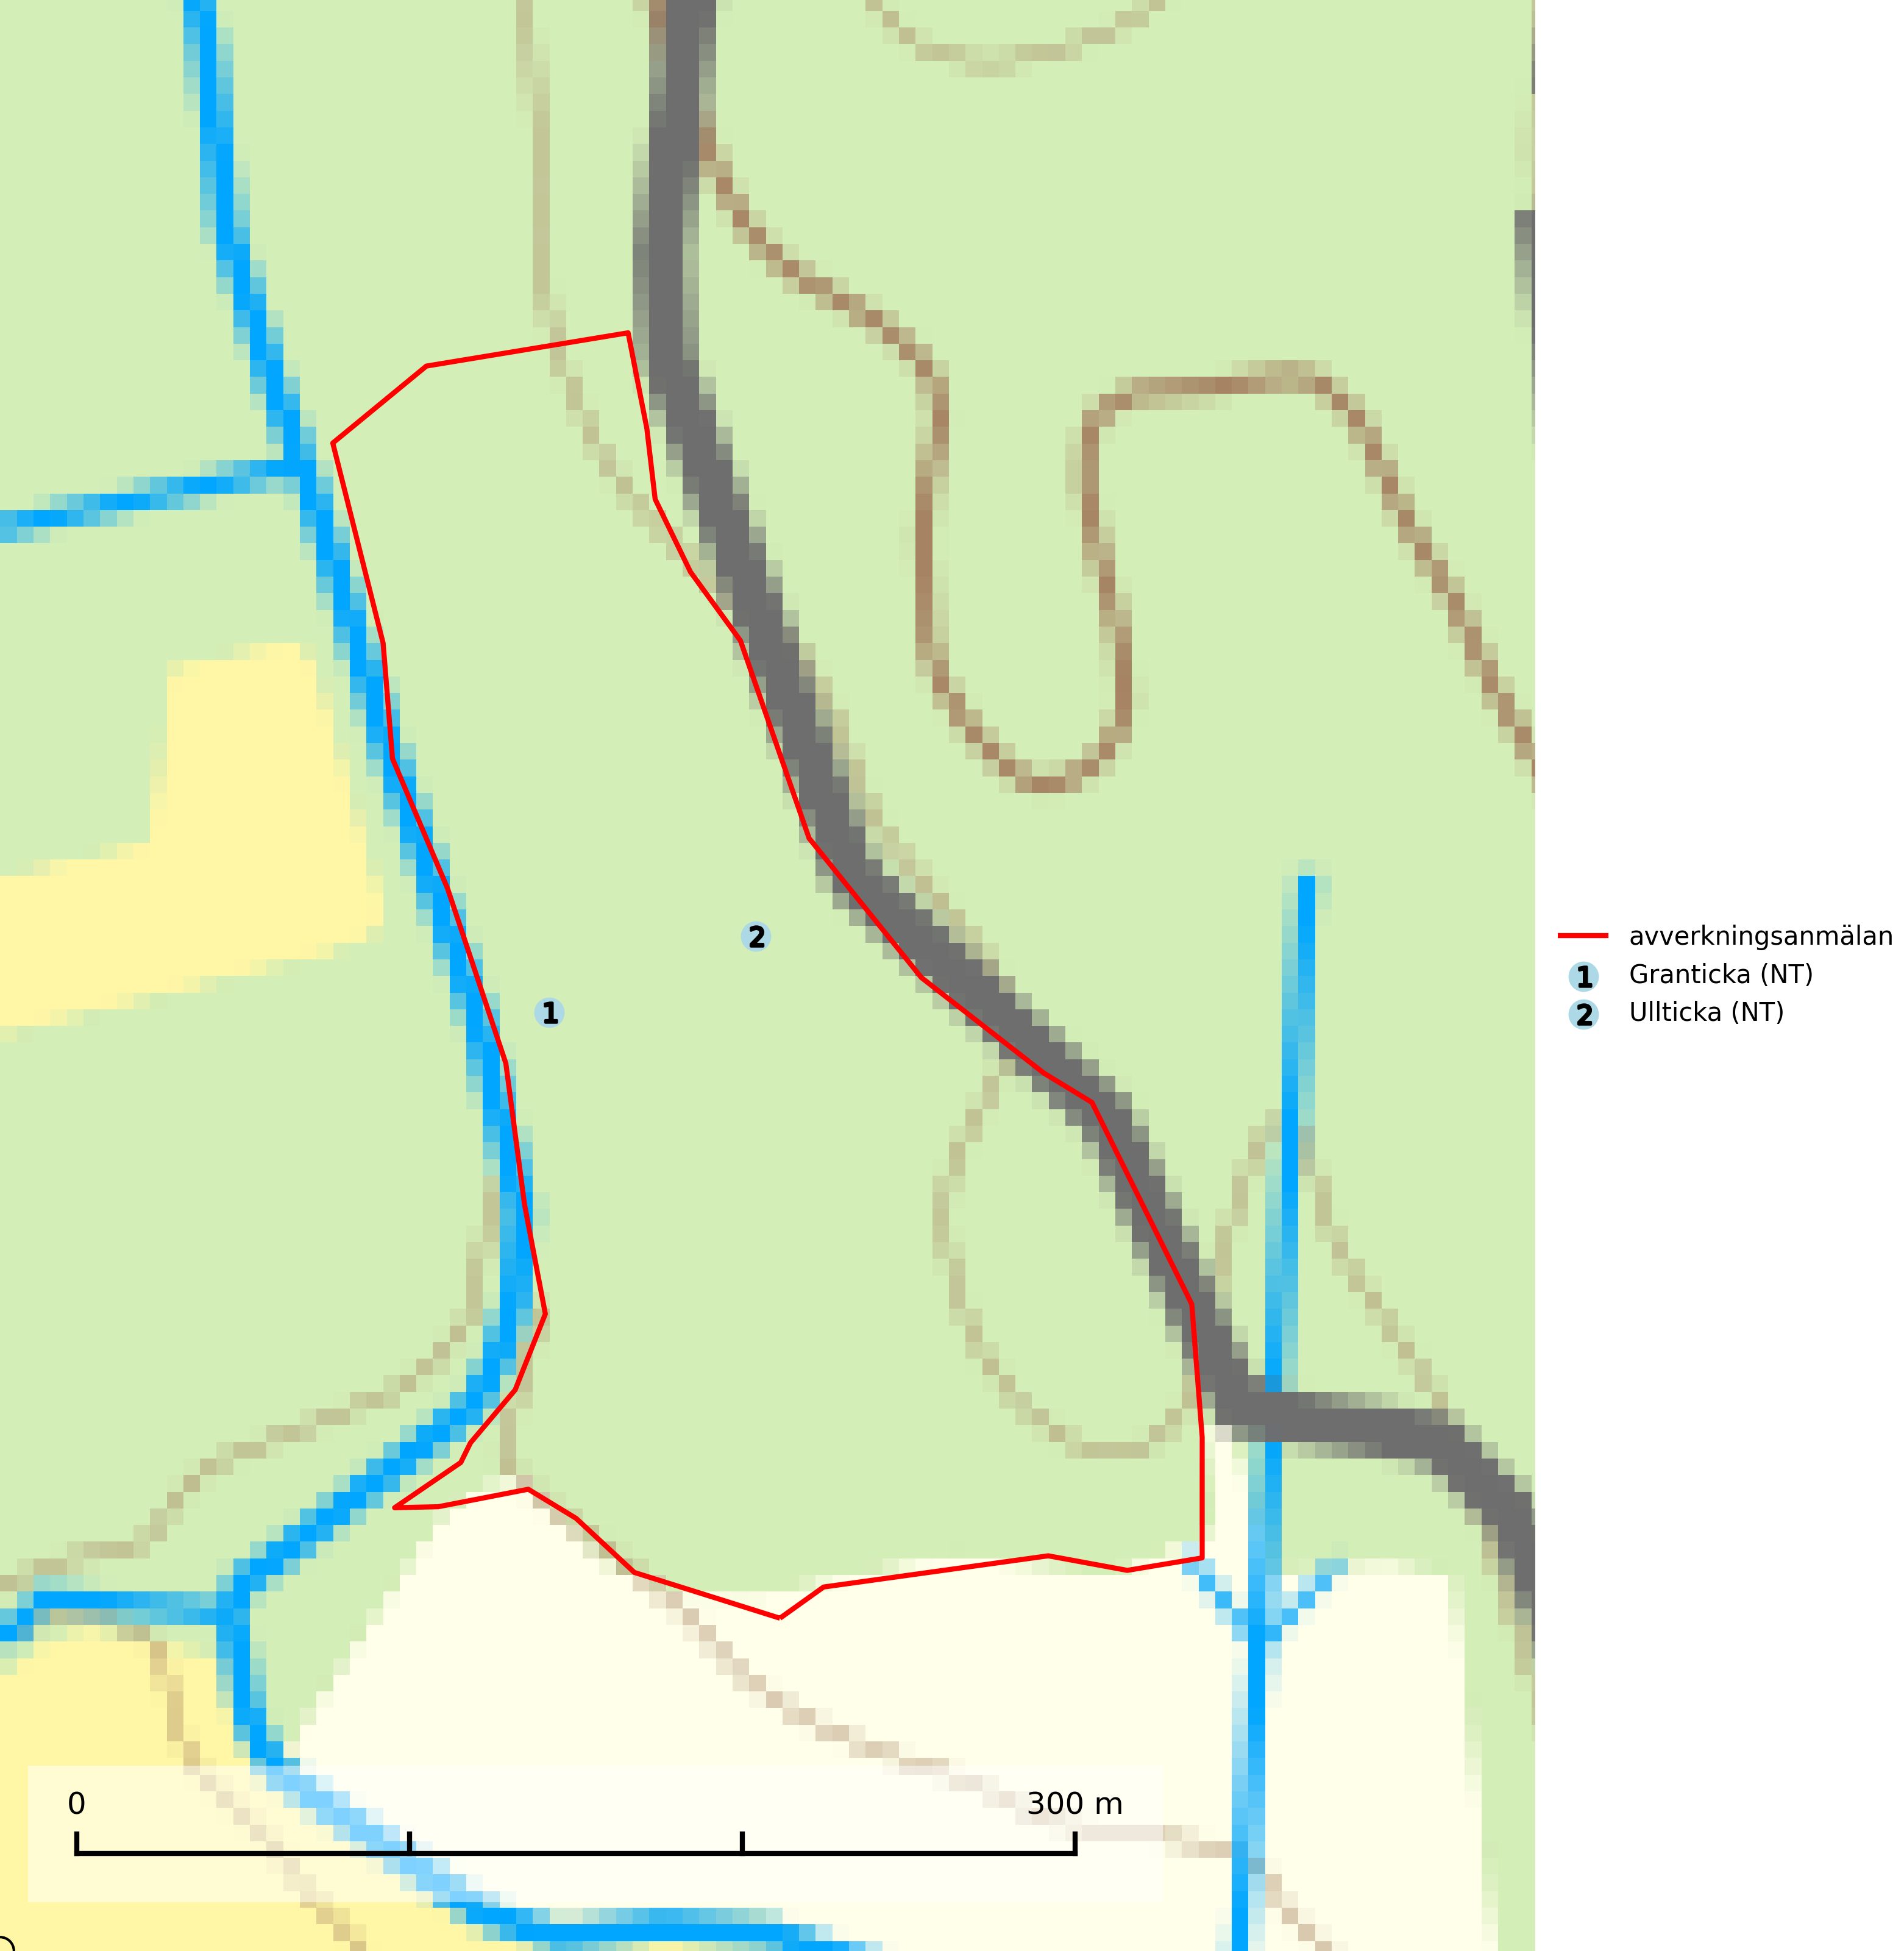 2
1
avverkningsanmälan
1 Granticka (NT)
2 Ullticka (NT)
0 300 m